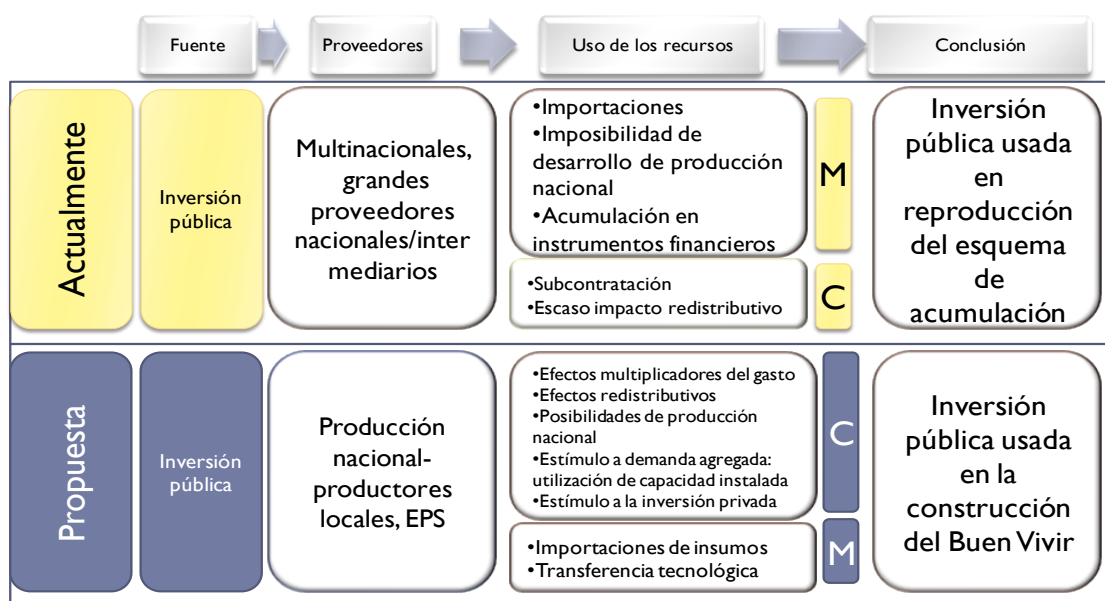 Fuente
Proveedores
Uso de los recursos
Conclusión
Actualmente
Inversión
pública
Multinacionales,
grandes
proveedores
nacionales/inter
mediarios
•Importaciones
•Imposibilidad de
desarrollo de producción
nacional
•Acumulación en
instrumentos financieros
M
•Subcontratación
•Escaso impacto redistributivo
C
Inversión
pública usada
en
reproducción
del esquema
de
acumulación
Propuesta
Inversión
pública
Producción
nacional-
productores
locales, EPS
•Efectos multiplicadores del gasto
•Efectos redistributivos
•Posibilidades de producción
nacional
•Estímulo a demanda agregada:
utilización de capacidad instalada
•Estímulo a la inversión privada
C
•Importaciones de insumos
•Transferencia tecnológica
M
Inversión
pública usada
en la
construcción
del Buen Vivir